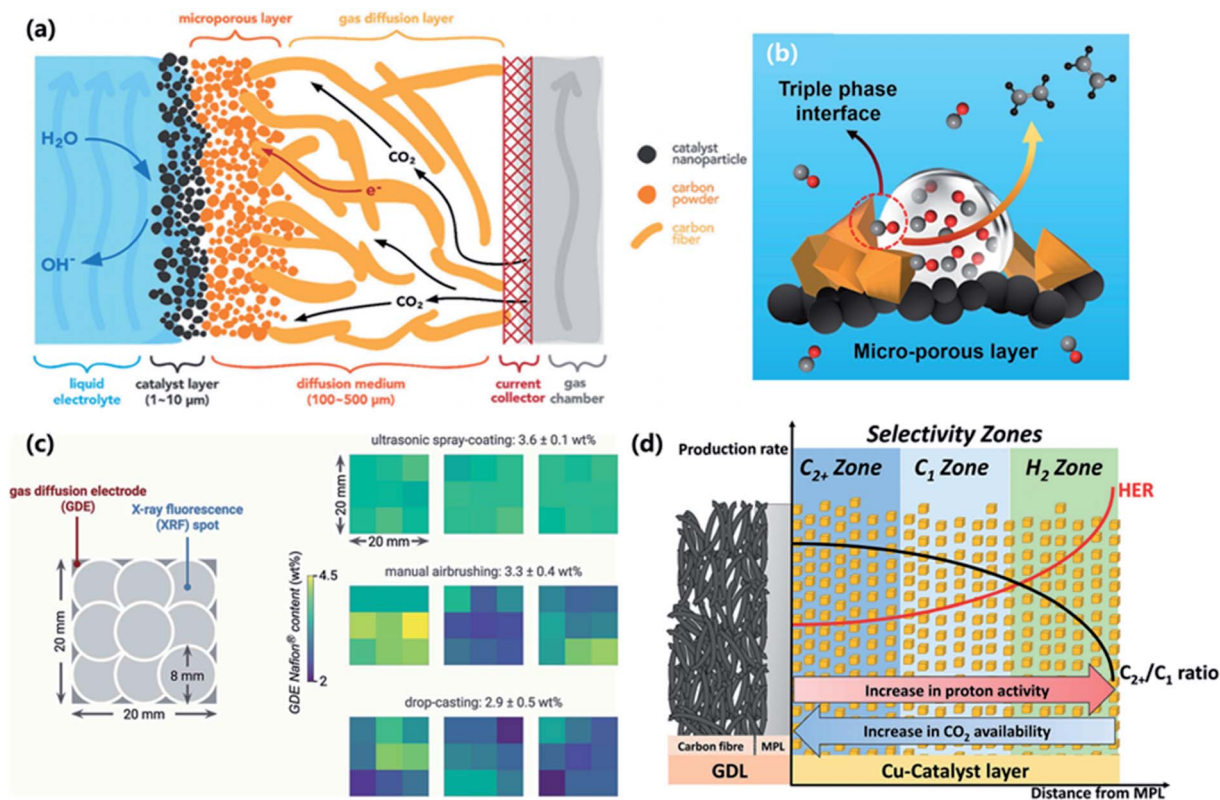 (a)
microporous layer
gas diffusion layer
H₂O
OH⁻
CO₂
e⁻
CO₂
catalyst
nanoparticle
carbon
powder
carbon
fiber
liquid
electrolyte
catalyst layer
(1~10 μm)
diffusion medium
(100~500 μm)
current
collector
gas
chamber
(b)
Triple phase
interface
Micro-porous layer
(c)
gas diffusion electrode
(GDE)
X-ray fluorescence
(XRF) spot
20 mm
8 mm
20 mm
ultrasonic spray-coating: 3.6 ± 0.1 wt%
20 mm
20 mm
manual airbrushing: 3.3 ± 0.4 wt%
GDE Nafion® content (wt%)
4.5
2
drop-casting: 2.9 ± 0.5 wt%
(d)
Production rate
Selectivity Zones
C₂₊ Zone
C₁ Zone
H₂ Zone
HER
C₂₊/C₁ ratio
Increase in proton activity
Increase in CO₂ availability
Carbon fibre
MPL
GDL
Cu-Catalyst layer
Distance from MPL